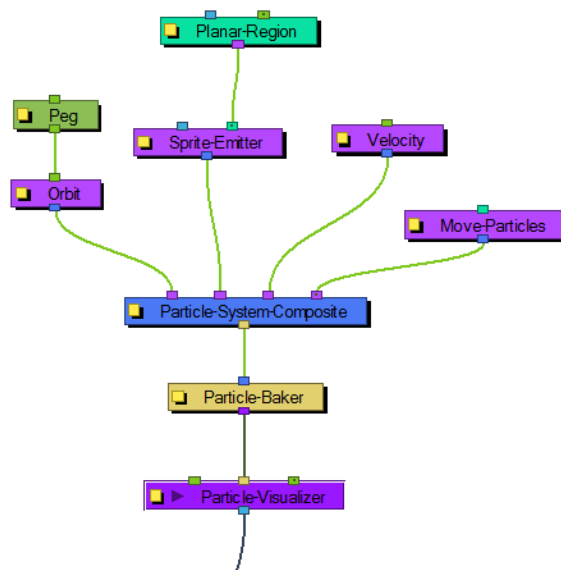 Planar-Region
Peg
Sprite-Emitter
Velocity
Orbit
Move-Particles
Particle-System-Composite
Particle-Baker
Particle-Visualizer